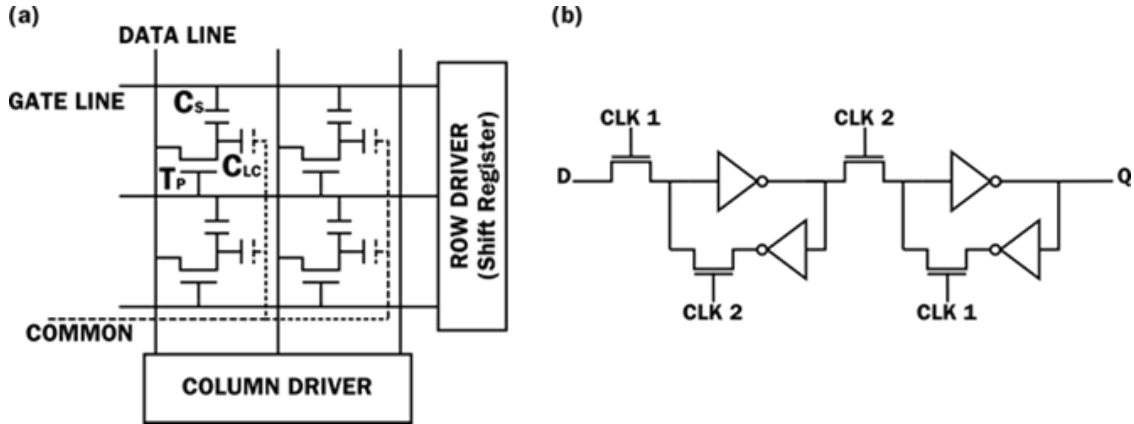 (a)
DATA LINE
GATE LINE
Cs
CLC
TP
ROW DRIVER
(Shift Register)
COMMON
COLUMN DRIVER
(b)
CLK 1
CLK 2
D
Q
CLK 2
CLK 1